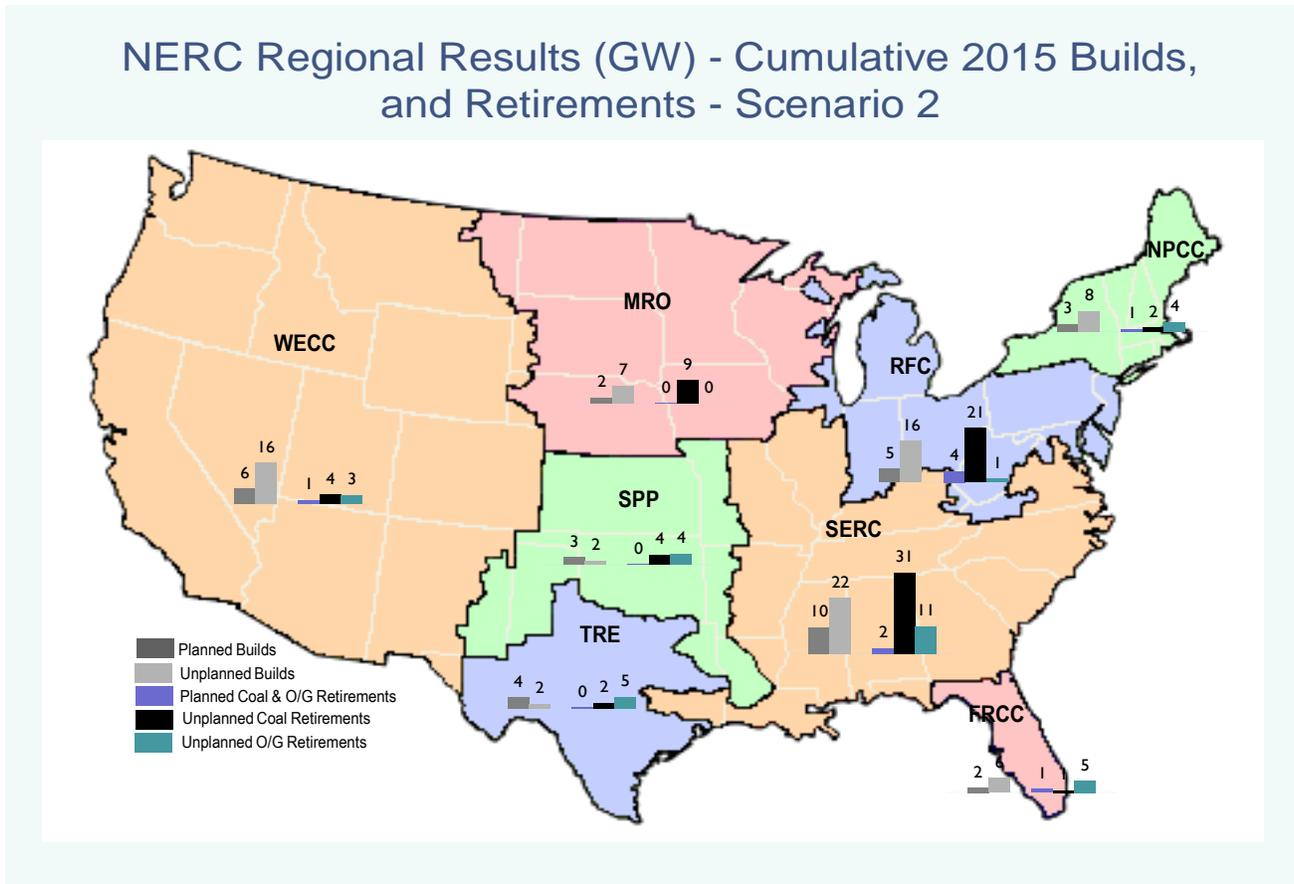 NERC Regional Results (GW) - Cumulative 2015 Builds,
and Retirements - Scenario 2
NPCC
3 8 1 2 4
MRO
2 7 0 9 0
WECC
6 16 1 4 3
RFC
5 16 4 21 1
SPP
3 2 0 4 4
SERC
10 22 2 31 11
TRE
4 2 0 2 5
FRCC
2 6 1 1 5
Planned Builds
Unplanned Builds
Planned Coal & O/G Retirements
Unplanned Coal Retirements
Unplanned O/G Retirements